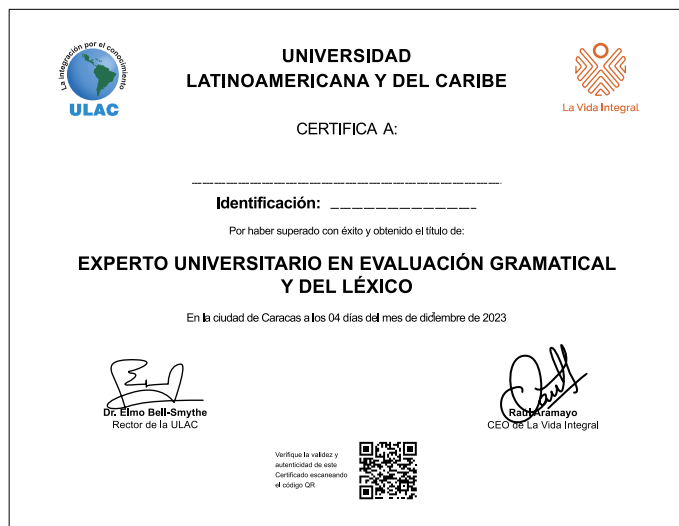 La integración por el conocimiento
ULAC
UNIVERSIDAD
LATINOAMERICANA Y DEL CARIBE
La Vida Integral
CERTIFICA A:
Identificación:
Por haber superado con éxito y obtenido el título de:
EXPERTO UNIVERSITARIO EN EVALUACIÓN GRAMATICAL
Y DEL LÉXICO
En la ciudad de Caracas a los 04 días del mes de diciembre de 2023
Dr. Elmo Bell-Smythe
Rector de la ULAC
Raúl Aramayo
CEO de La Vida Integral
Verifique la validez y
autenticidad de este
Certificado escaneando
el código QR